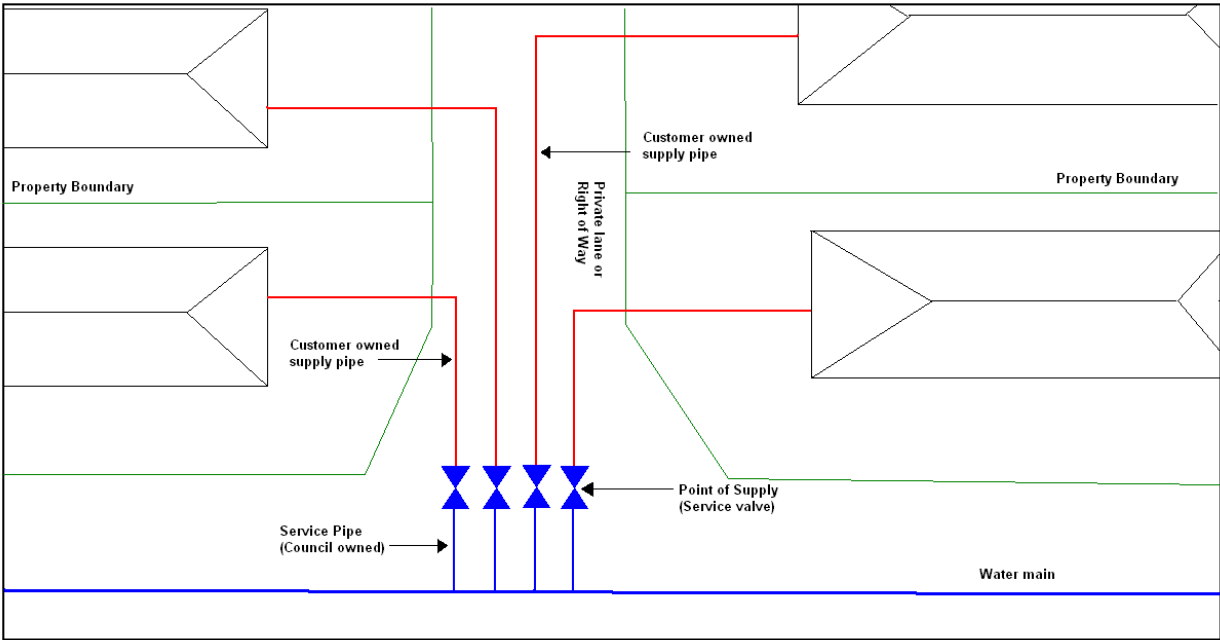 Customer owned
supply pipe
Property Boundary
Property Boundary
Private lane or
Right of Way
Customer owned
supply pipe
Point of Supply
(Service valve)
Service Pipe
(Council owned)
Water main